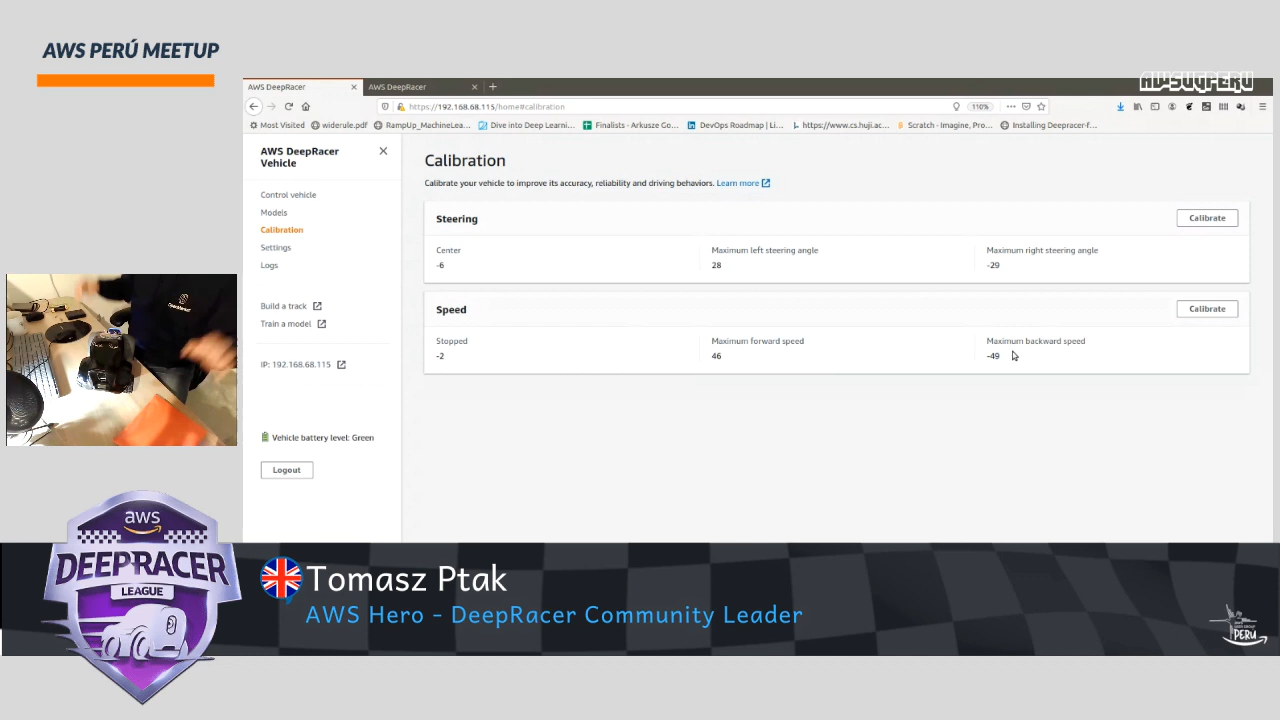 AWS PERÚ MEETUP
AWSUGPERU
AWS DeepRacer
AWS DeepRacer
https://192.168.68.115/home#calibration
110%
Most Visited
widerule.pdf
RampUp_MachineLea...
Dive into Deep Learni...
Finalists - Arkusze Go...
DevOps Roadmap | Li...
https://www.cs.huji.ac...
Scratch - Imagine, Pro...
Installing Deepracer-f...
AWS DeepRacer
Vehicle
Control vehicle
Models
Calibration
Settings
Logs
Build a track
Train a model
IP: 192.168.68.115
Vehicle battery level: Green
Logout
Calibration
Calibrate your vehicle to improve its accuracy, reliability and driving behaviors. Learn more
Steering
Calibrate
Center
Maximum left steering angle
Maximum right steering angle
-6
28
-29
Speed
Calibrate
Stopped
Maximum forward speed
Maximum backward speed
-2
46
-49
aws
DEEPRACER
LEAGUE
Tomasz Ptak
AWS Hero - DeepRacer Community Leader
PERU